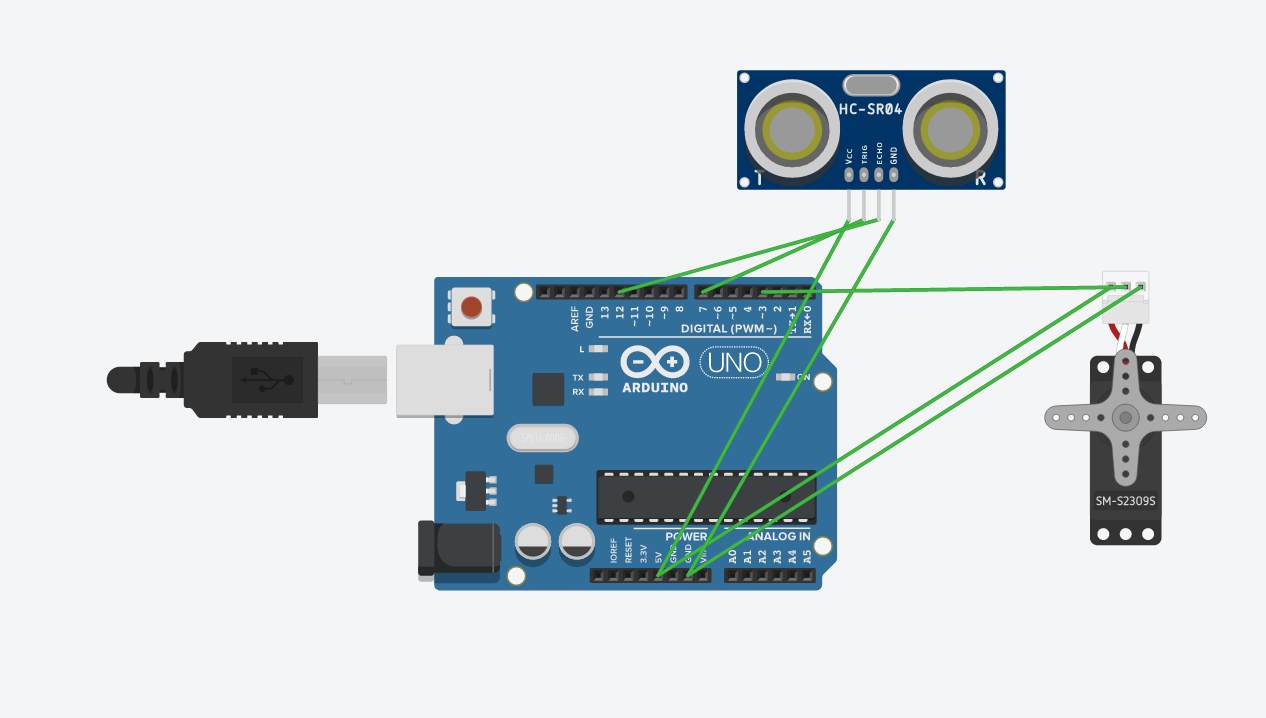 HC-SR04
VCC
TRIG
ECHO
GND
T
R
AREF
GND
13
12
~11
~10
~9
8
7
~6
~5
4
~3
2
TX→1
RX←0
DIGITAL (PWM~)
L
TX
RX
ARDUINO
UNO
ON
SM-S2309S
POWER
ANALOG IN
IOREF
RESET
3.3V
5V
GND
GND
Vin
A0
A1
A2
A3
A4
A5